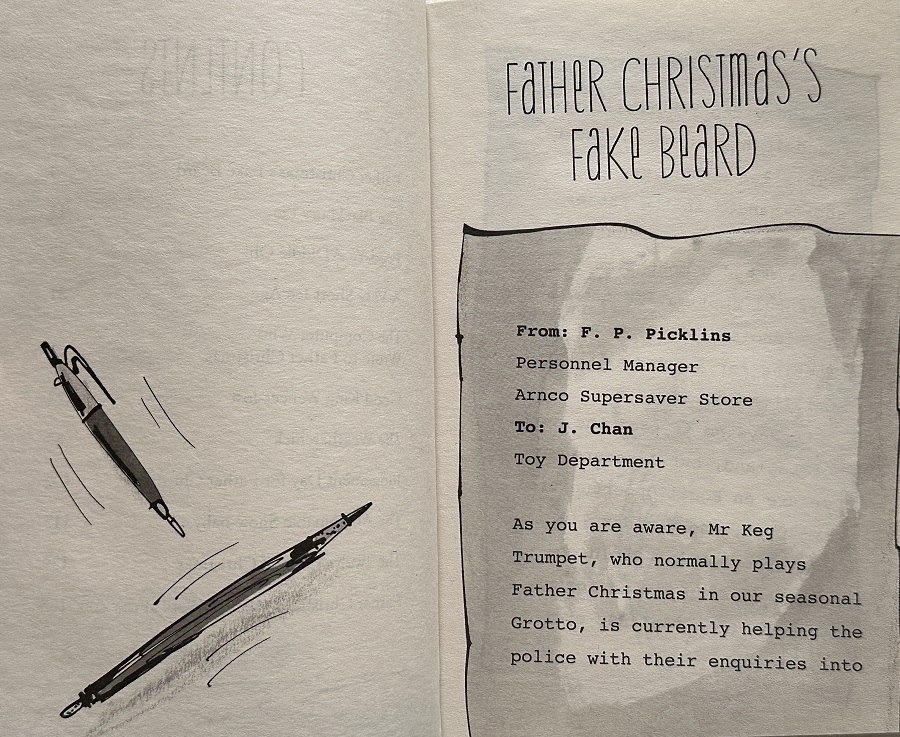 CONTENTS
FATHER CHRISTMAS'S
FAKE BEARD
From: F. P. Picklins
Personnel Manager
Arnco Supersaver Store
To: J. Chan
Toy Department
As you are aware, Mr Keg
Trumpet, who normally plays
Father Christmas in our seasonal
Grotto, is currently helping the
police with their enquiries into